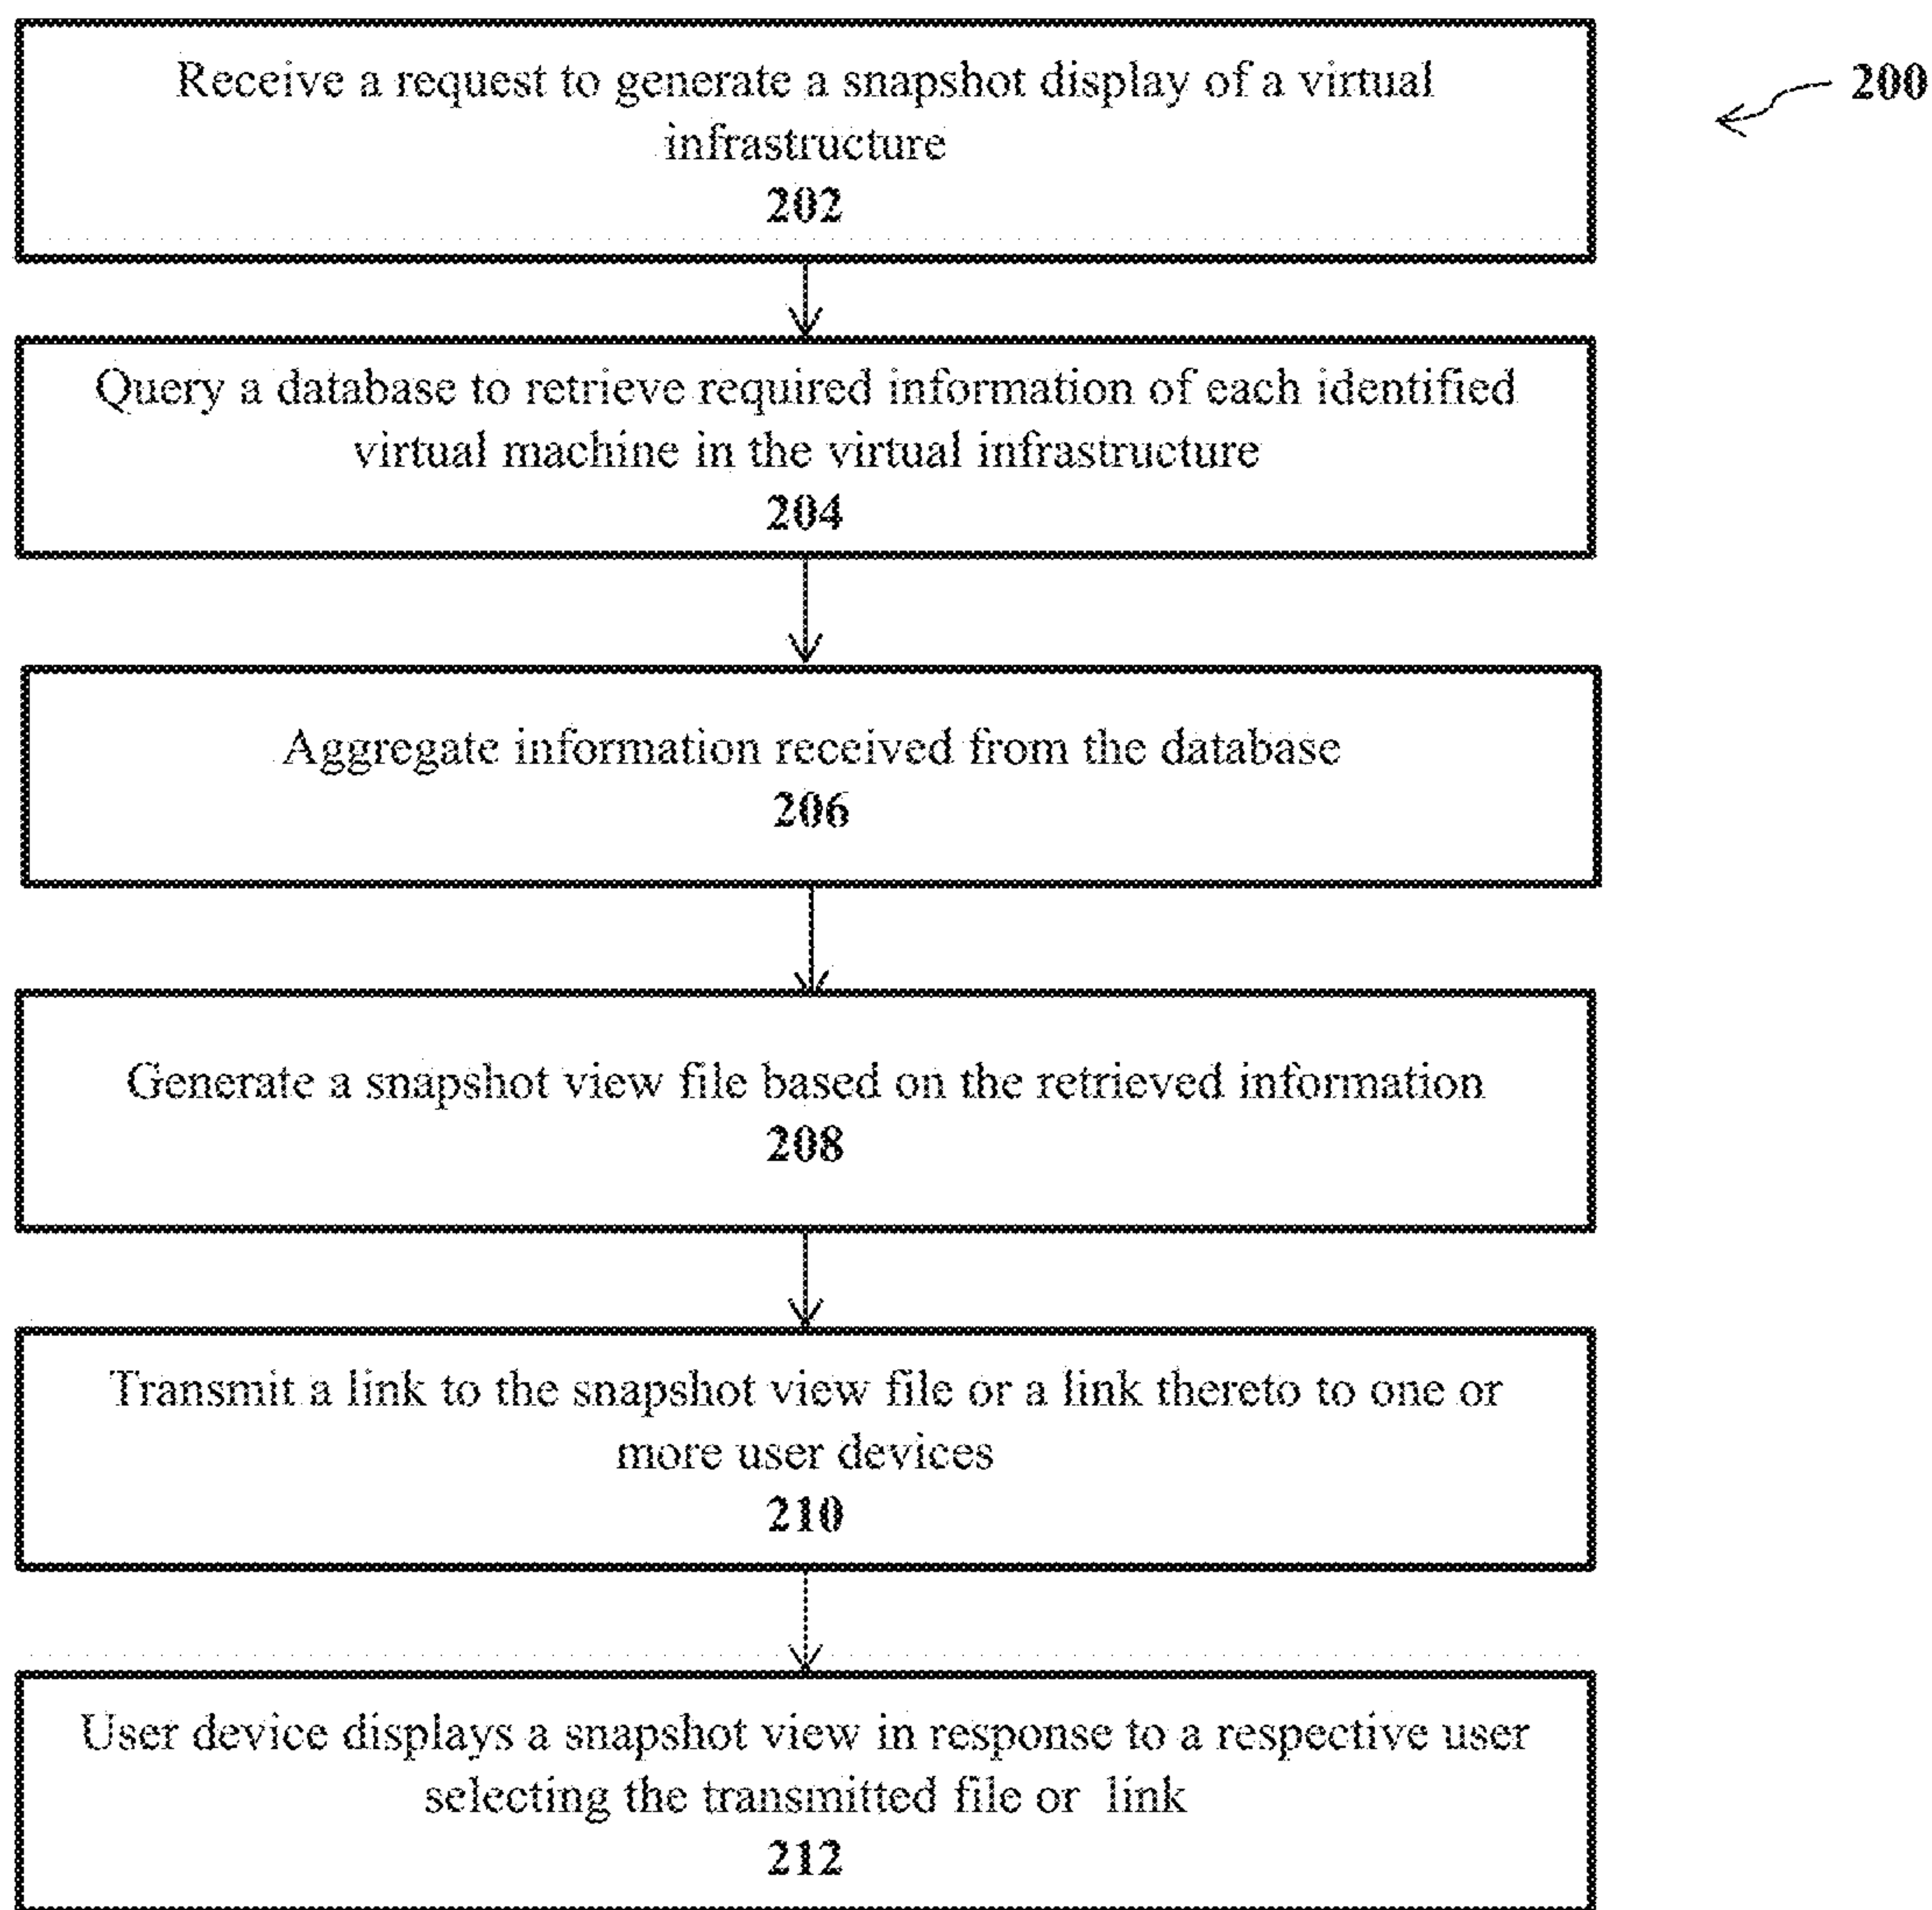 Receive a request to generate a snapshot display of a virtual
infrastructure
202
200
Query a database to retrieve required information of each identified
virtual machine in the virtual infrastructure
204
Aggregate information received from the database
206
Generate a snapshot view file based on the retrieved information
208
Transmit a link to the snapshot view file or a link thereto to one or
more user devices
210
User device displays a snapshot view in response to a respective user
selecting the transmitted file or link
212